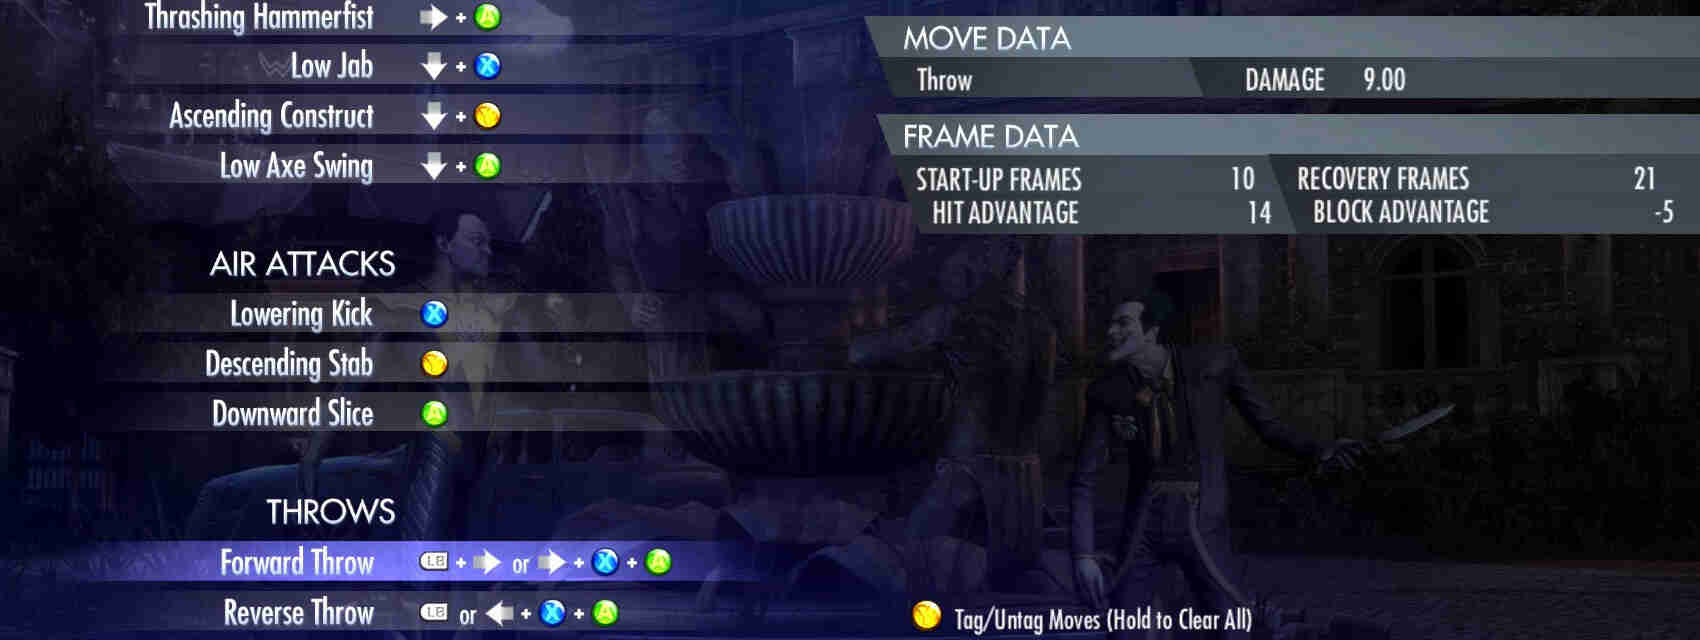 Thrashing Hammerfist + A
Low Jab + X
Ascending Construct + Y
Low Axe Swing + A
AIR ATTACKS
Lowering Kick X
Descending Stab Y
Downward Slice A
THROWS
Forward Throw LB + or + X + A
Reverse Throw LB or + X + A
MOVE DATA
Throw DAMAGE 9.00
FRAME DATA
START-UP FRAMES 10 RECOVERY FRAMES 21
HIT ADVANTAGE 14 BLOCK ADVANTAGE -5
Y Tag/Untag Moves (Hold to Clear All)